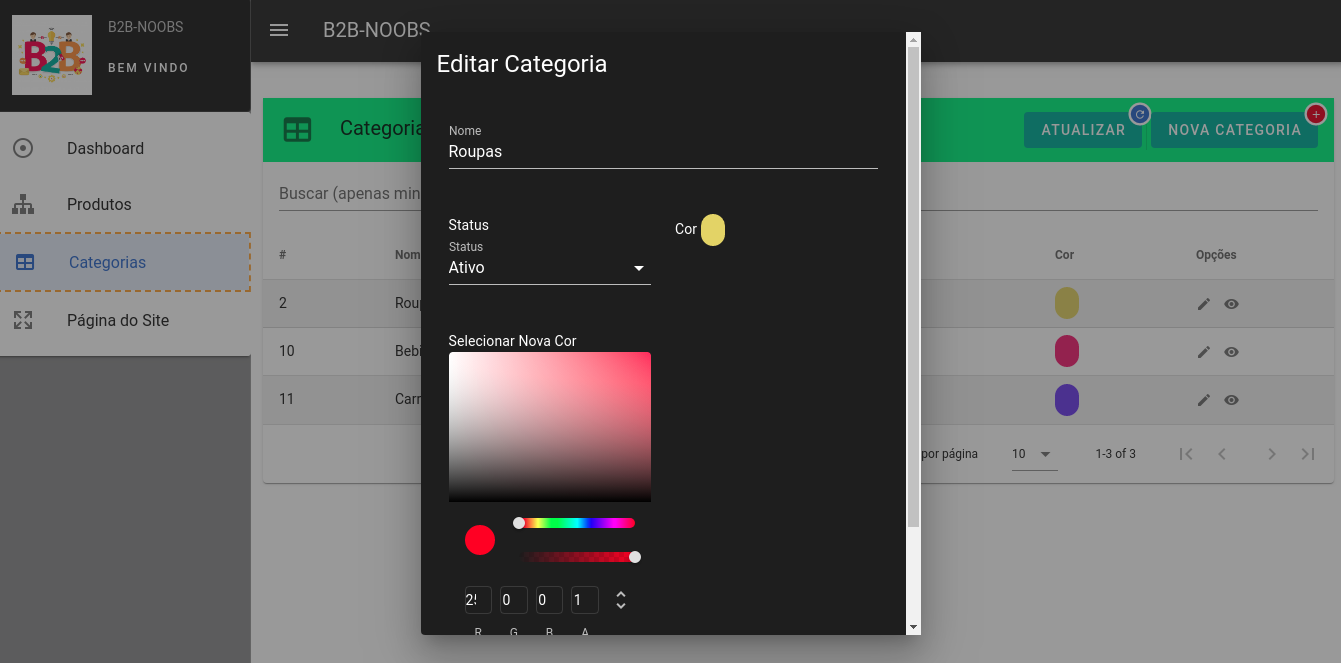 B2B
B2B-NOOBS
BEM VINDO
B2B-NOOBS
Dashboard
Produtos
Categorias
Página do Site
Categoria
ATUALIZAR
NOVA CATEGORIA
Buscar (apenas min
#
Nom
Cor
Opções
2
Roup
10
Bebi
11
Carn
por página
10
1-3 of 3
Editar Categoria
Nome
Roupas
Status
Cor
Status
Ativo
Selecionar Nova Cor
25
0
0
1
R
G
B
A